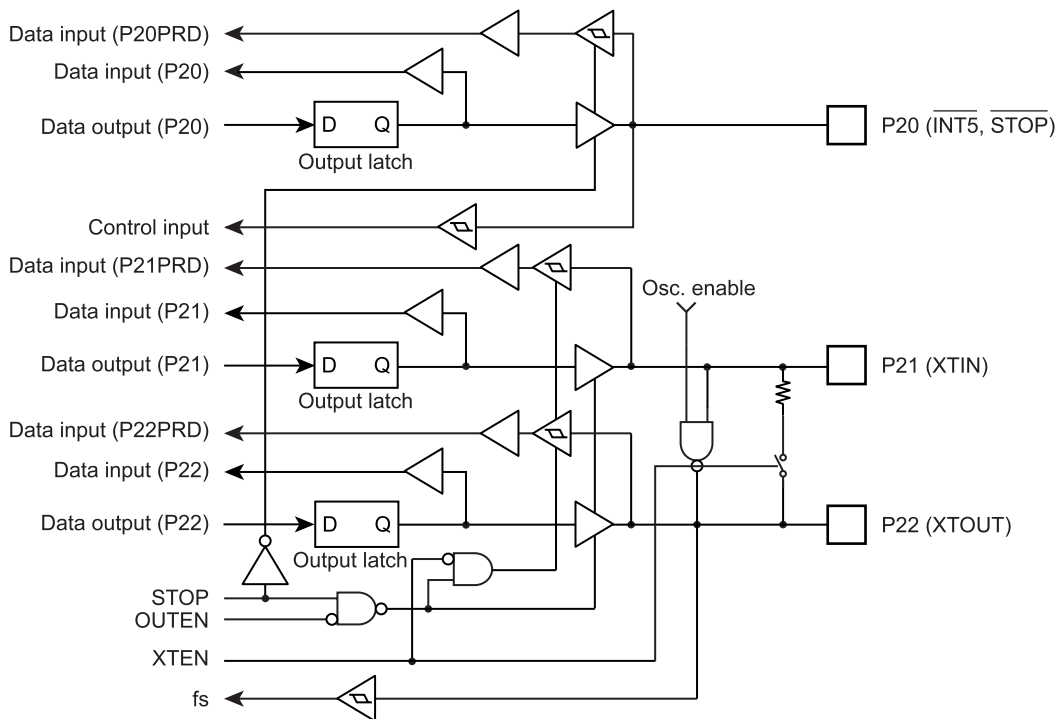 Data input (P20PRD)
Data input (P20)
Data output (P20)
D Q
Output latch
P20 (INT5, STOP)
Control input
Data input (P21PRD)
Osc. enable
Data input (P21)
Data output (P21)
D Q
Output latch
P21 (XTIN)
Data input (P22PRD)
Data input (P22)
Data output (P22)
D Q
Output latch
P22 (XTOUT)
STOP
OUTEN
XTEN
fs